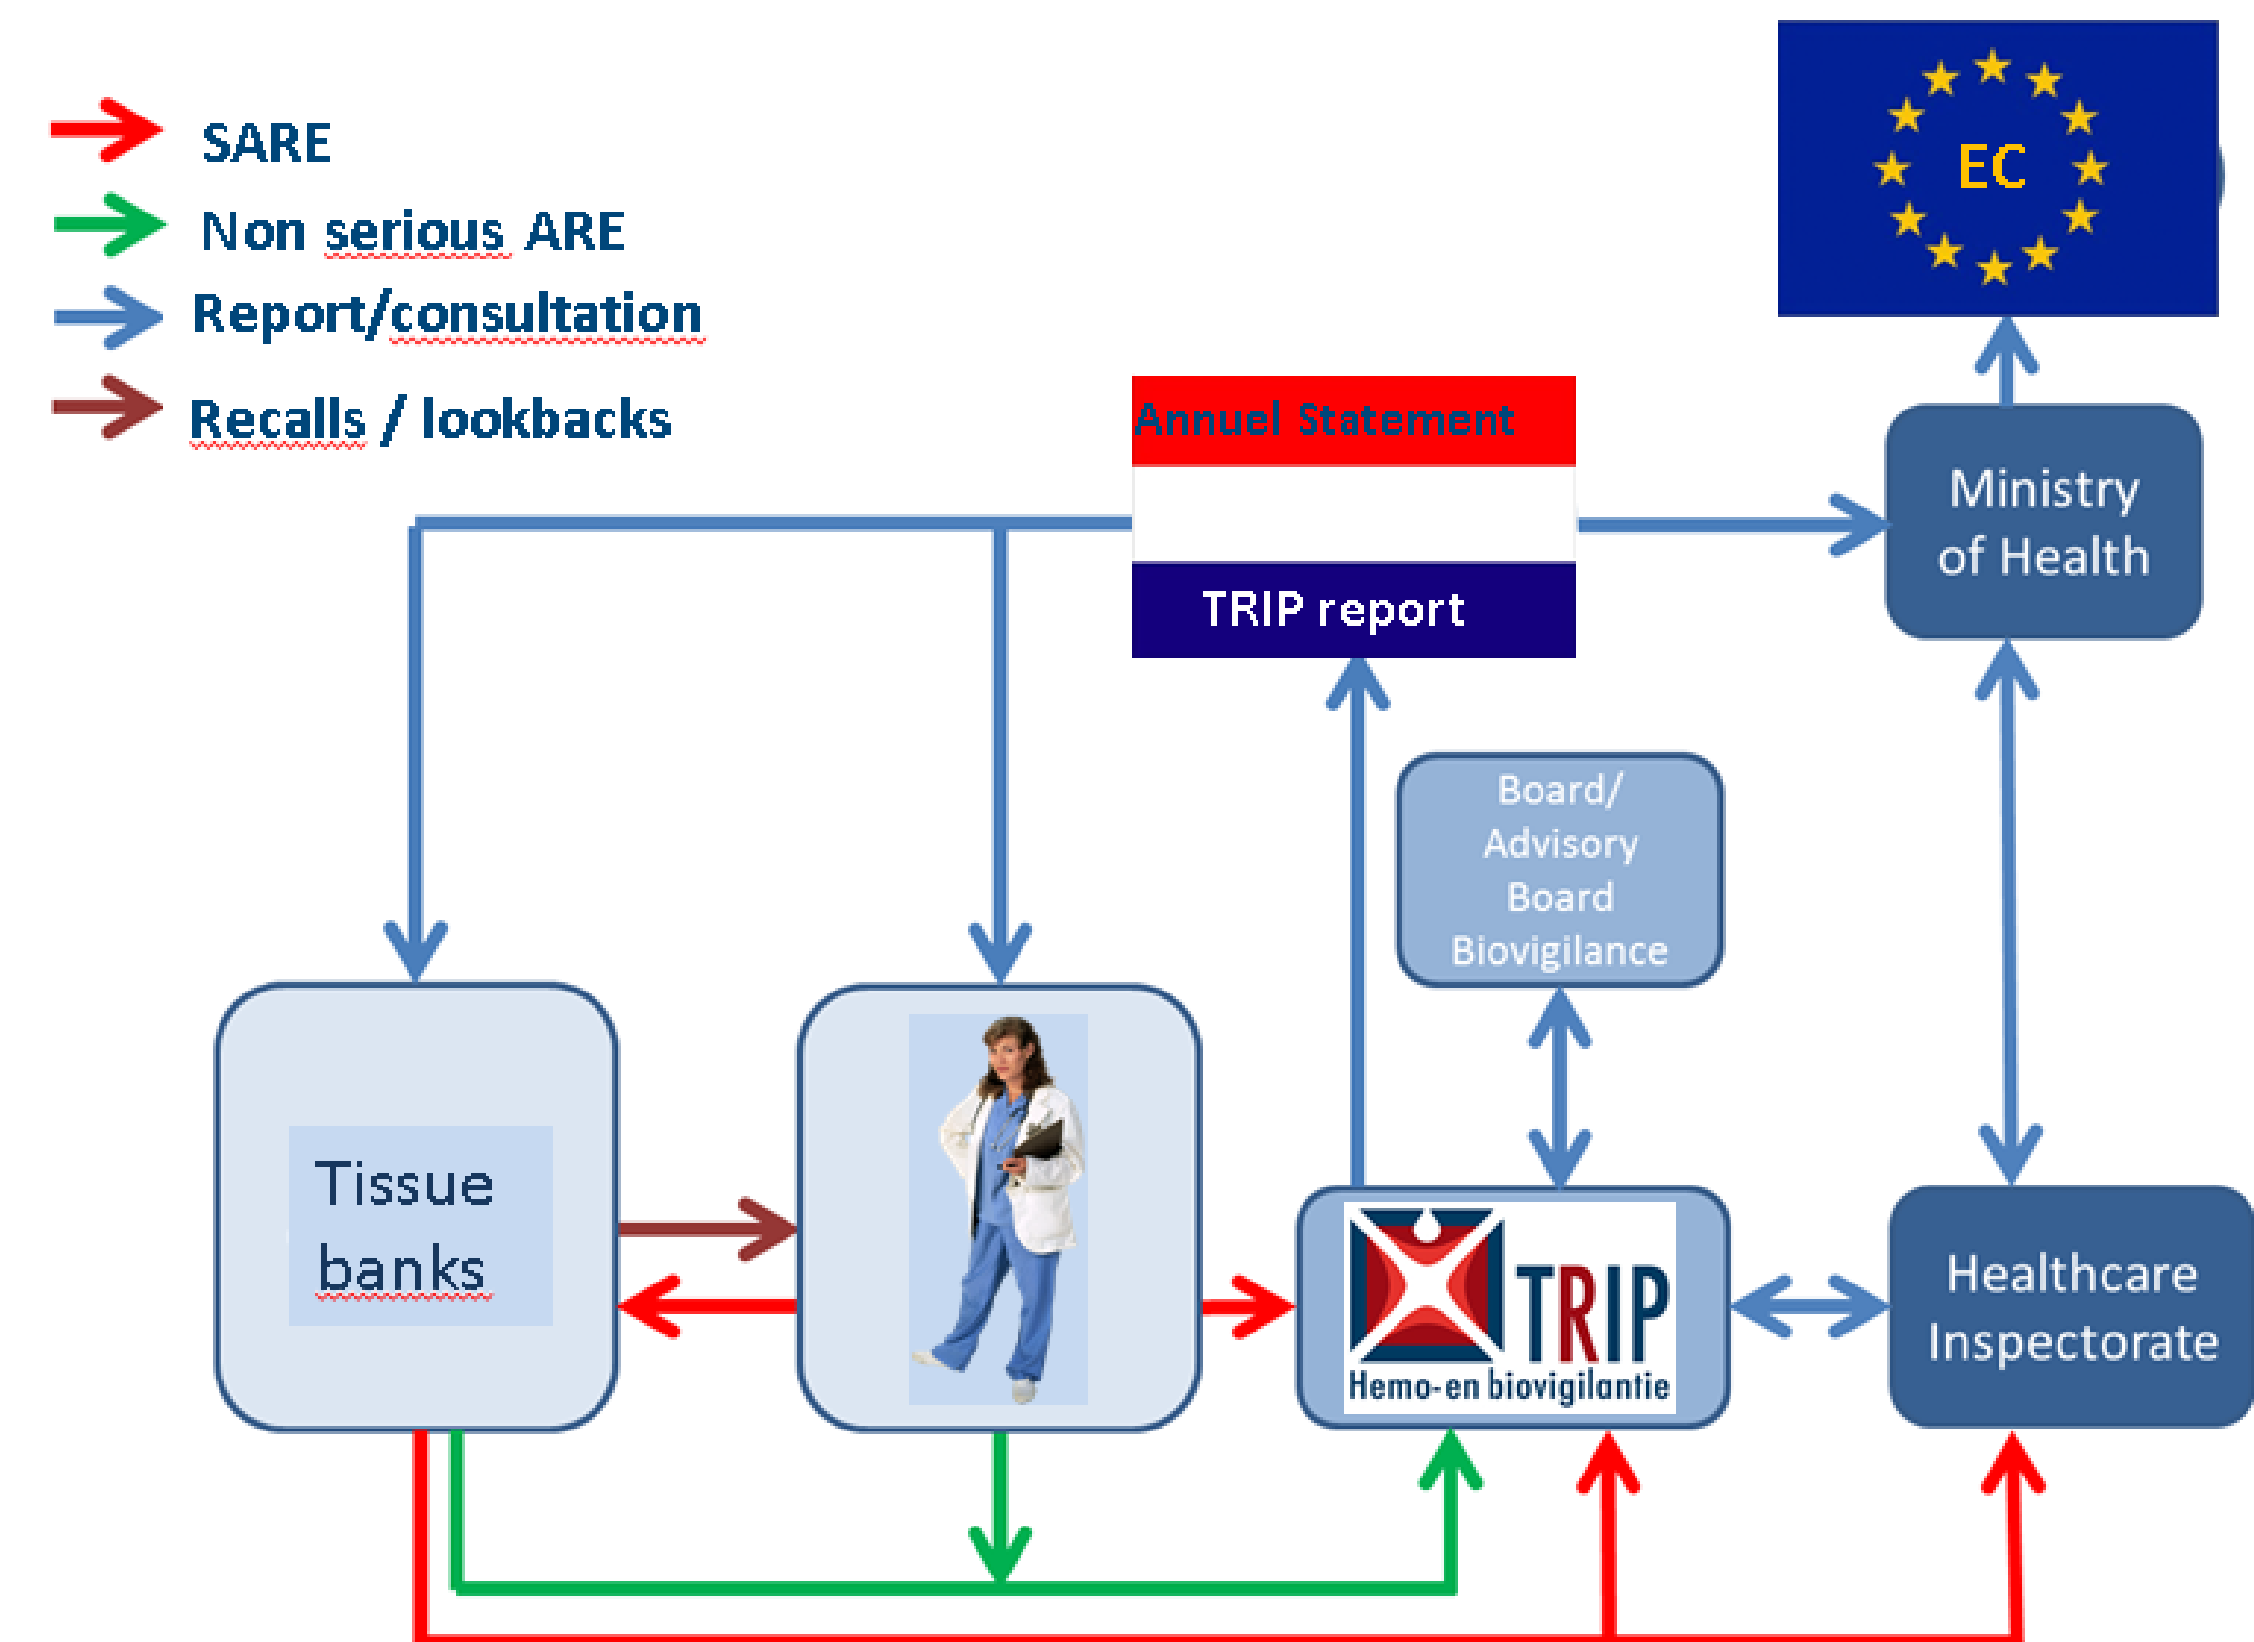 SARE
Non serious ARE
Report/consultation
Recalls / lookbacks
EC
Annuel Statement
TRIP report
Ministry
of Health
Board/
Advisory
Board
Biovigilance
Tissue
banks
TRIP
Hemo-en biovigilantie
Healthcare
Inspectorate